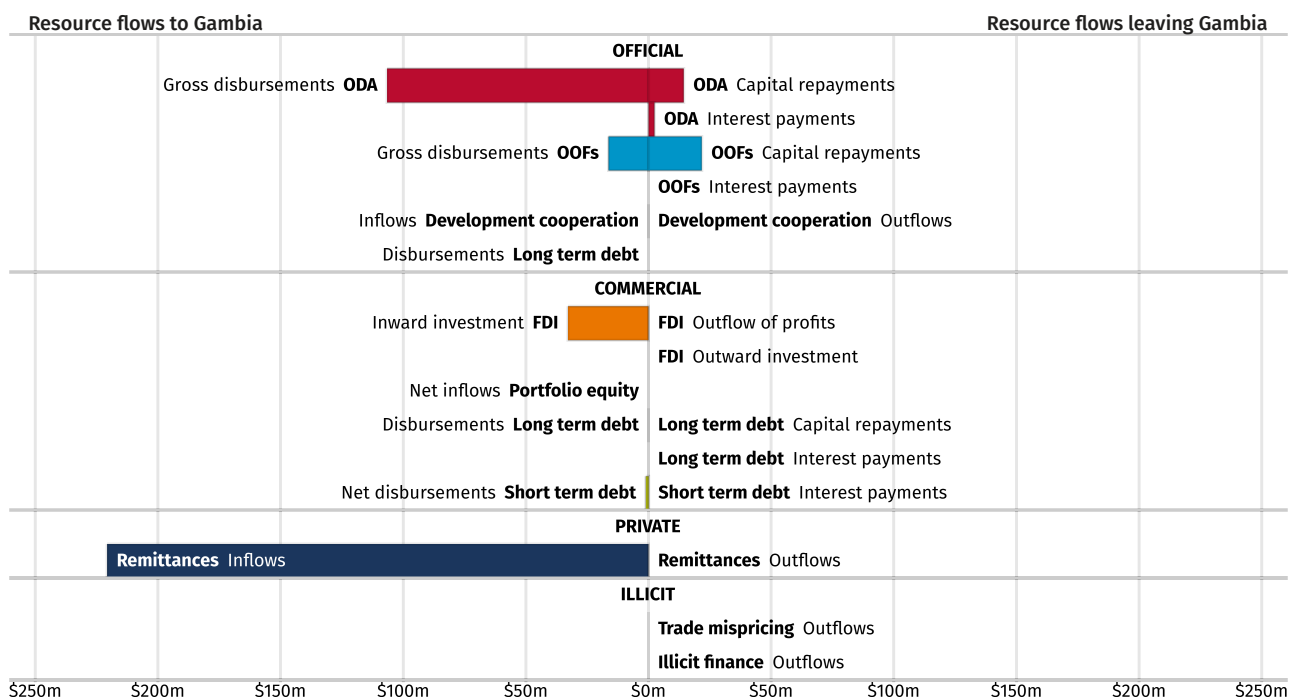 Resource flows to Gambia Resource flows leaving Gambia
OFFICIAL
Gross disbursements ODA ODA Capital repayments
ODA Interest payments
Gross disbursements OOFs OOFs Capital repayments
OOFs Interest payments
Inflows Development cooperation Development cooperation Outflows
Disbursements Long term debt
COMMERCIAL
Inward investment FDI FDI Outflow of profits
FDI Outward investment
Net inflows Portfolio equity
Disbursements Long term debt Long term debt Capital repayments
Long term debt Interest payments
Net disbursements Short term debt Short term debt Interest payments
PRIVATE
Remittances Inflows Remittances Outflows
ILLICIT
Trade mispricing Outflows
Illicit finance Outflows
$250m $200m $150m $100m $50m $0m $50m $100m $150m $200m $250m